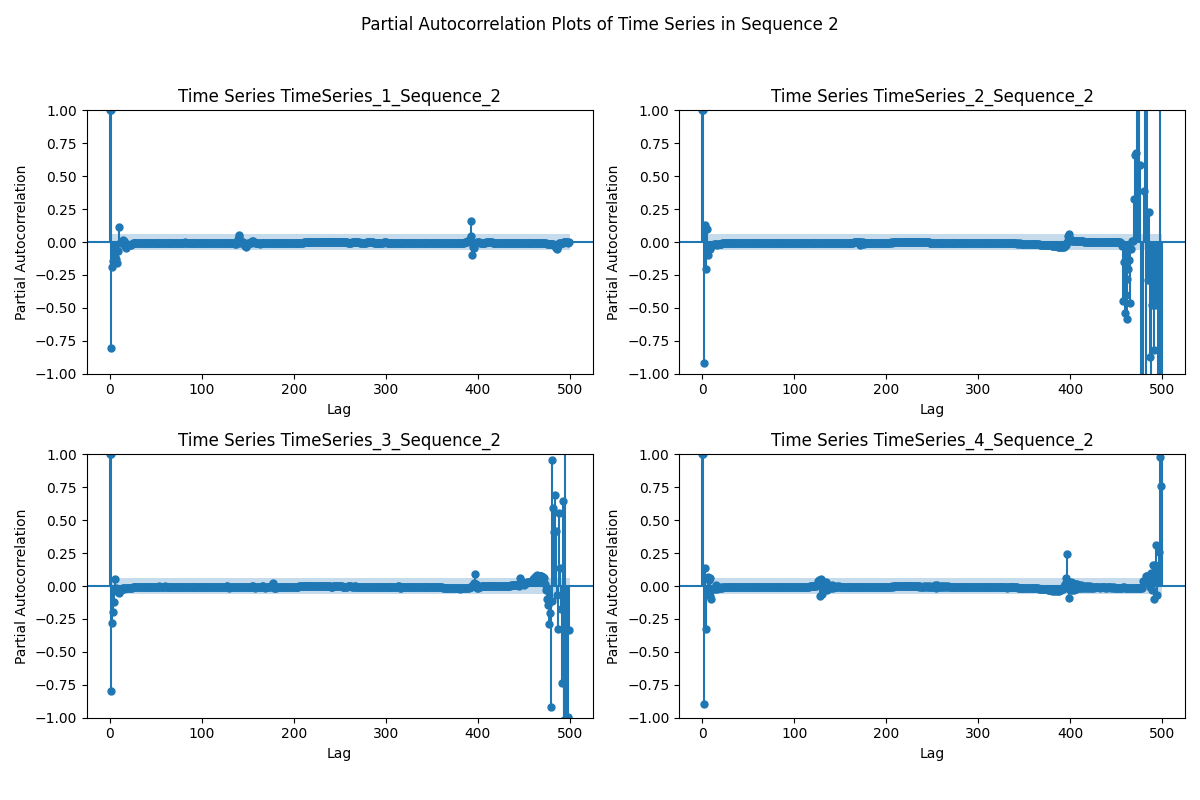 Partial Autocorrelation Plots of Time Series in Sequence 2
Time Series TimeSeries_1_Sequence_2
Partial Autocorrelation
1.00
0.75
0.50
0.25
0.00
−0.25
−0.50
−0.75
−1.00
0 100 200 300 400 500
Lag
Time Series TimeSeries_2_Sequence_2
Partial Autocorrelation
1.00
0.75
0.50
0.25
0.00
−0.25
−0.50
−0.75
−1.00
0 100 200 300 400 500
Lag
Time Series TimeSeries_3_Sequence_2
Partial Autocorrelation
1.00
0.75
0.50
0.25
0.00
−0.25
−0.50
−0.75
−1.00
0 100 200 300 400 500
Lag
Time Series TimeSeries_4_Sequence_2
Partial Autocorrelation
1.00
0.75
0.50
0.25
0.00
−0.25
−0.50
−0.75
−1.00
0 100 200 300 400 500
Lag